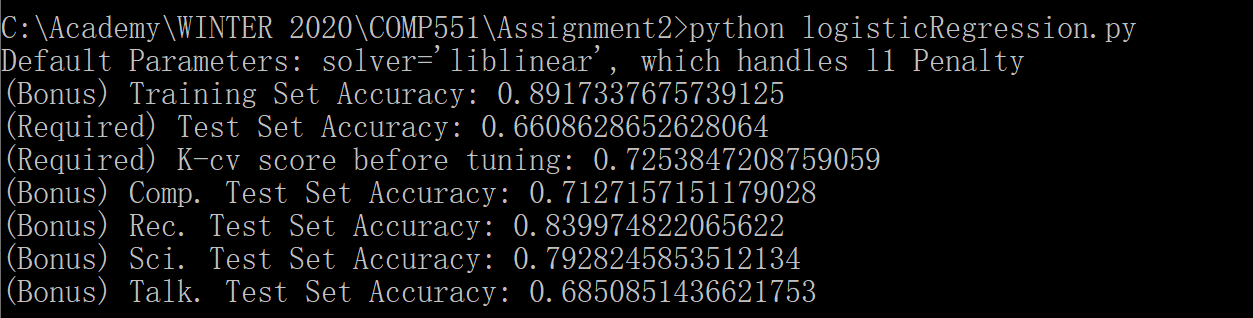 C:\Academy\WINTER 2020\COMP551\Assignment2>python logisticRegression.py
Default Parameters: solver='liblinear', which handles l1 Penalty
(Bonus) Training Set Accuracy: 0.8917337675739125
(Required) Test Set Accuracy: 0.6608628652628064
(Required) K-cv score before tuning: 0.7253847208759059
(Bonus) Comp. Test Set Accuracy: 0.7127157151179028
(Bonus) Rec. Test Set Accuracy: 0.839974822065622
(Bonus) Sci. Test Set Accuracy: 0.7928245853512134
(Bonus) Talk. Test Set Accuracy: 0.6850851436621753